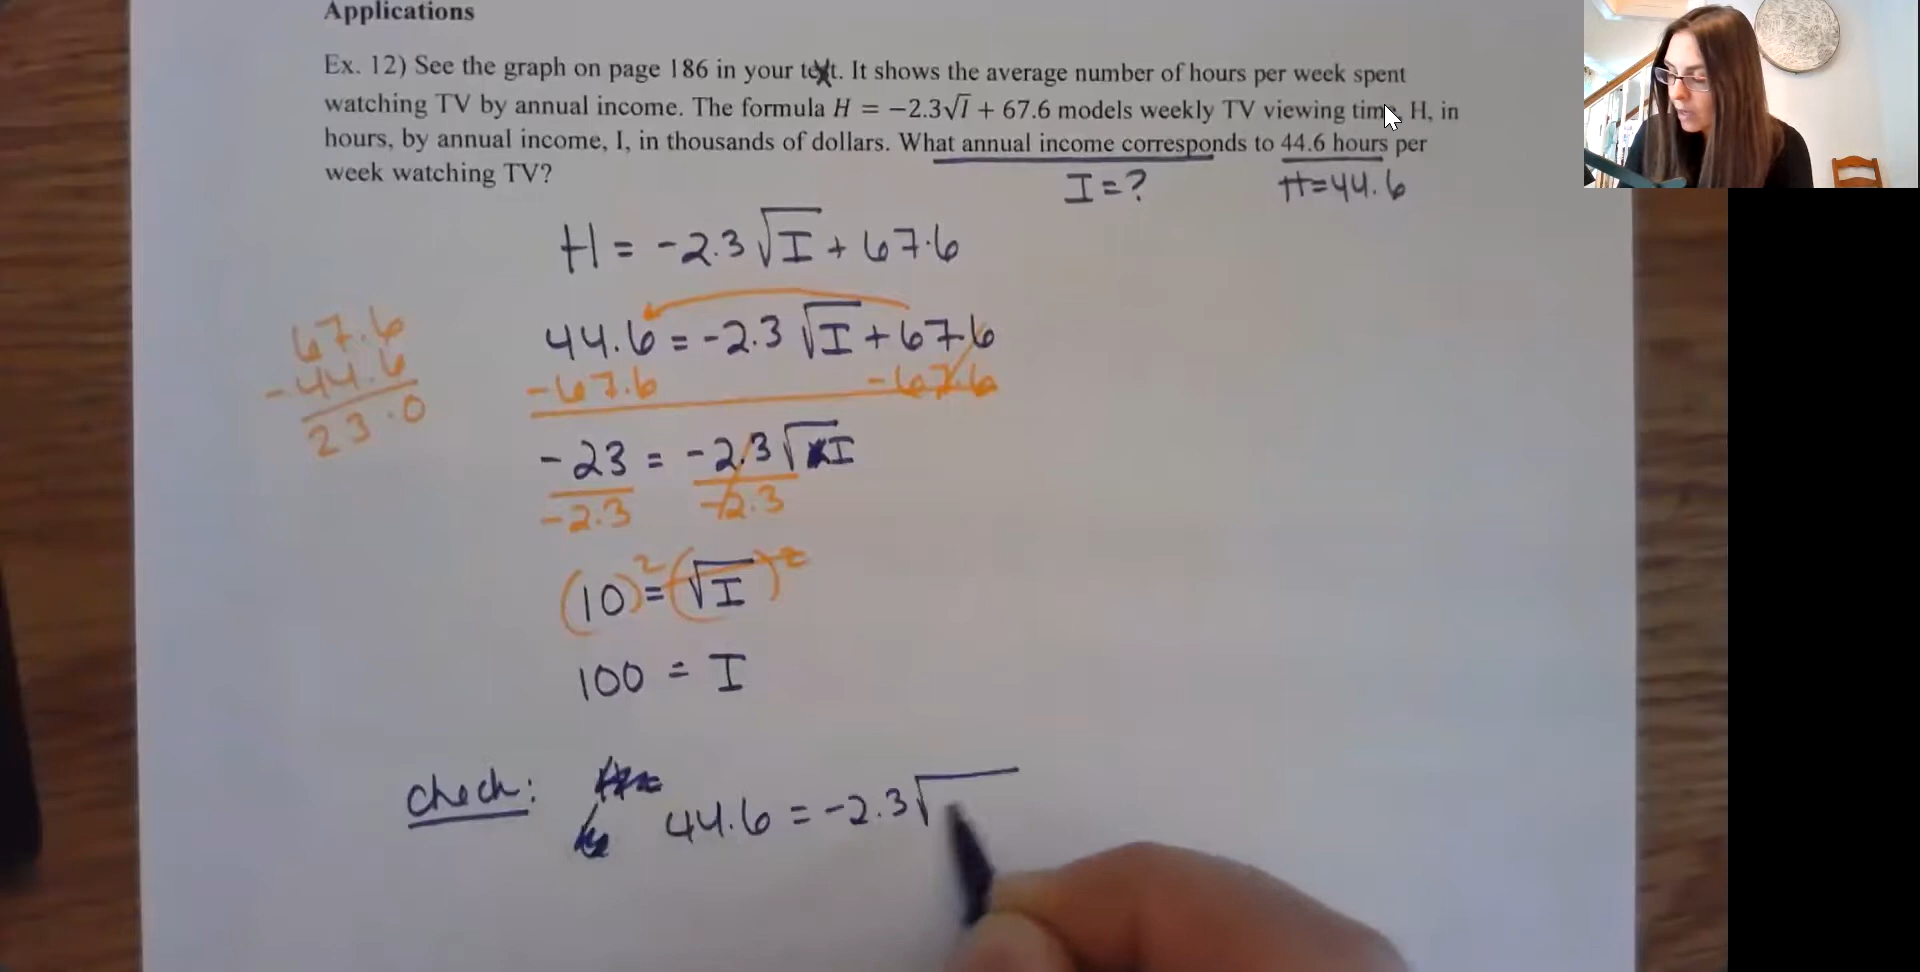 Applications
Ex. 12) See the graph on page 186 in your text. It shows the average number of hours per week spent
watching TV by annual income. The formula H = −2.3√I + 67.6 models weekly TV viewing time, H, in
hours, by annual income, I, in thousands of dollars. What annual income corresponds to 44.6 hours per
week watching TV?
I = ? H=44.6
H = -2.3√I + 67.6
44.6 = -2.3√I + 67.6
-67.6 -67.6
67.6
-44.6
23.0
-23 = -2.3√I
-2.3 -2.3
(10)² = (√I)²
100 = I
Check:
44.6 = -2.3√